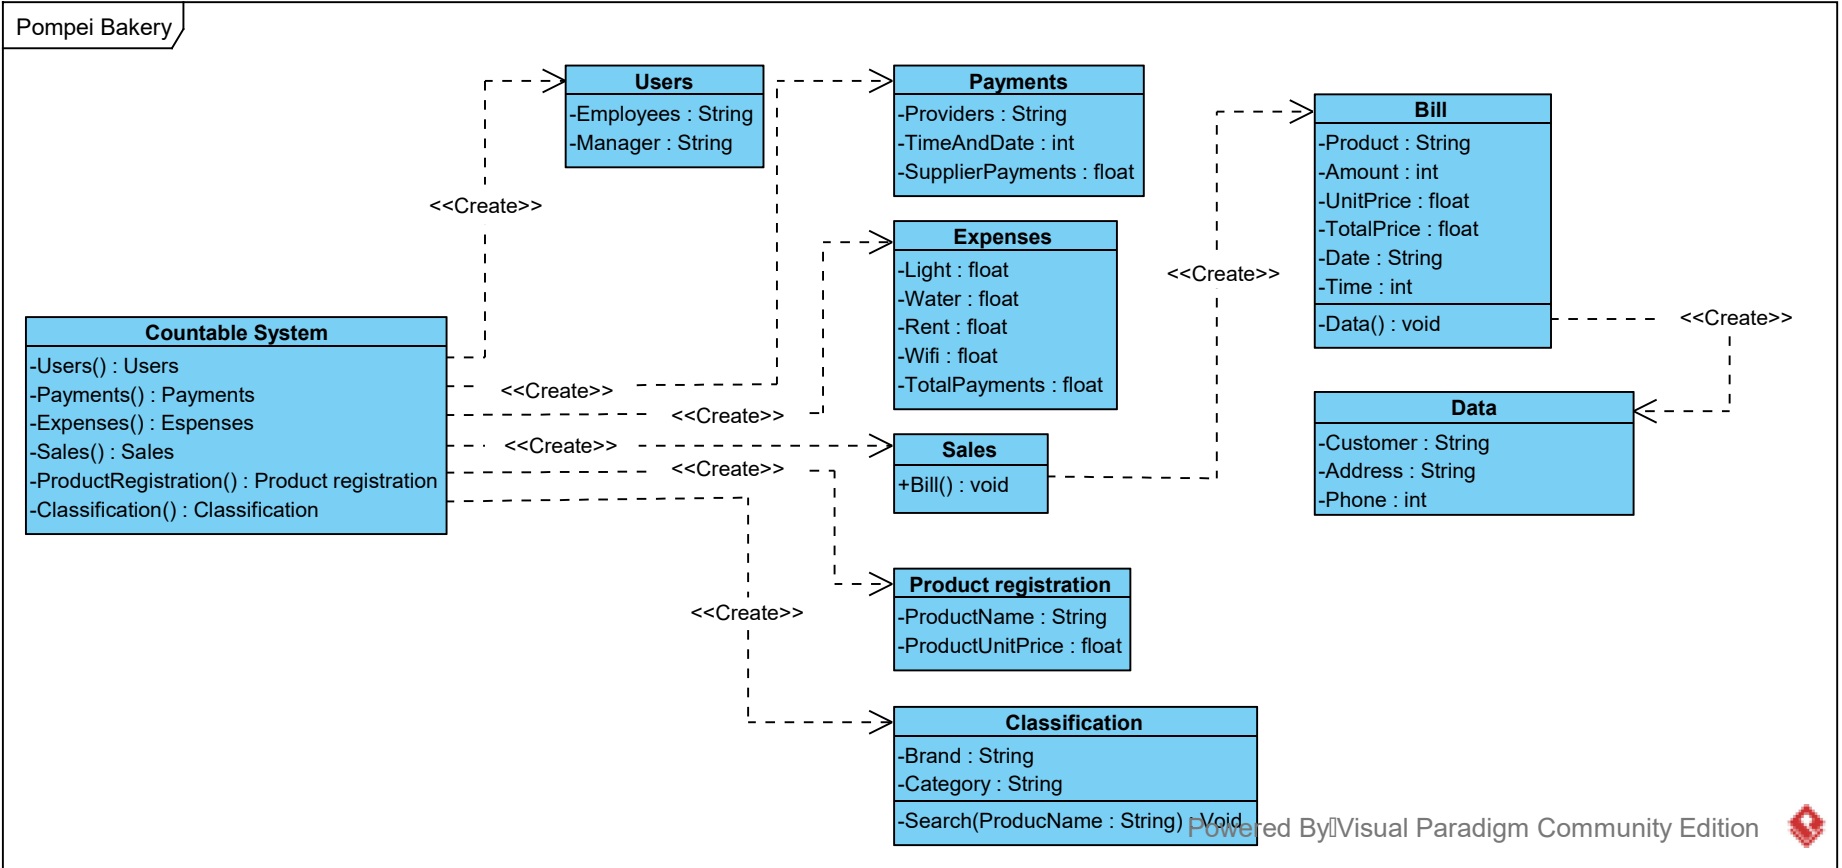 Pompei Bakery
Users
-Employees : String
-Manager : String
Payments
-Providers : String
-TimeAndDate : int
-SupplierPayments : float
Bill
-Product : String
-Amount : int
-UnitPrice : float
-TotalPrice : float
-Date : String
-Time : int
-Data() : void
<<Create>>
Expenses
-Light : float
-Water : float
-Rent : float
-Wifi : float
-TotalPayments : float
<<Create>>
<<Create>>
Countable System
-Users() : Users
-Payments() : Payments
-Expenses() : Espenses
-Sales() : Sales
-ProductRegistration() : Product registration
-Classification() : Classification
<<Create>>
<<Create>>
<<Create>>
<<Create>>
Sales
+Bill() : void
Data
-Customer : String
-Address : String
-Phone : int
Product registration
-ProductName : String
-ProductUnitPrice : float
<<Create>>
Classification
-Brand : String
-Category : String
-Search(ProducName : String) : Void
Powered By Visual Paradigm Community Edition